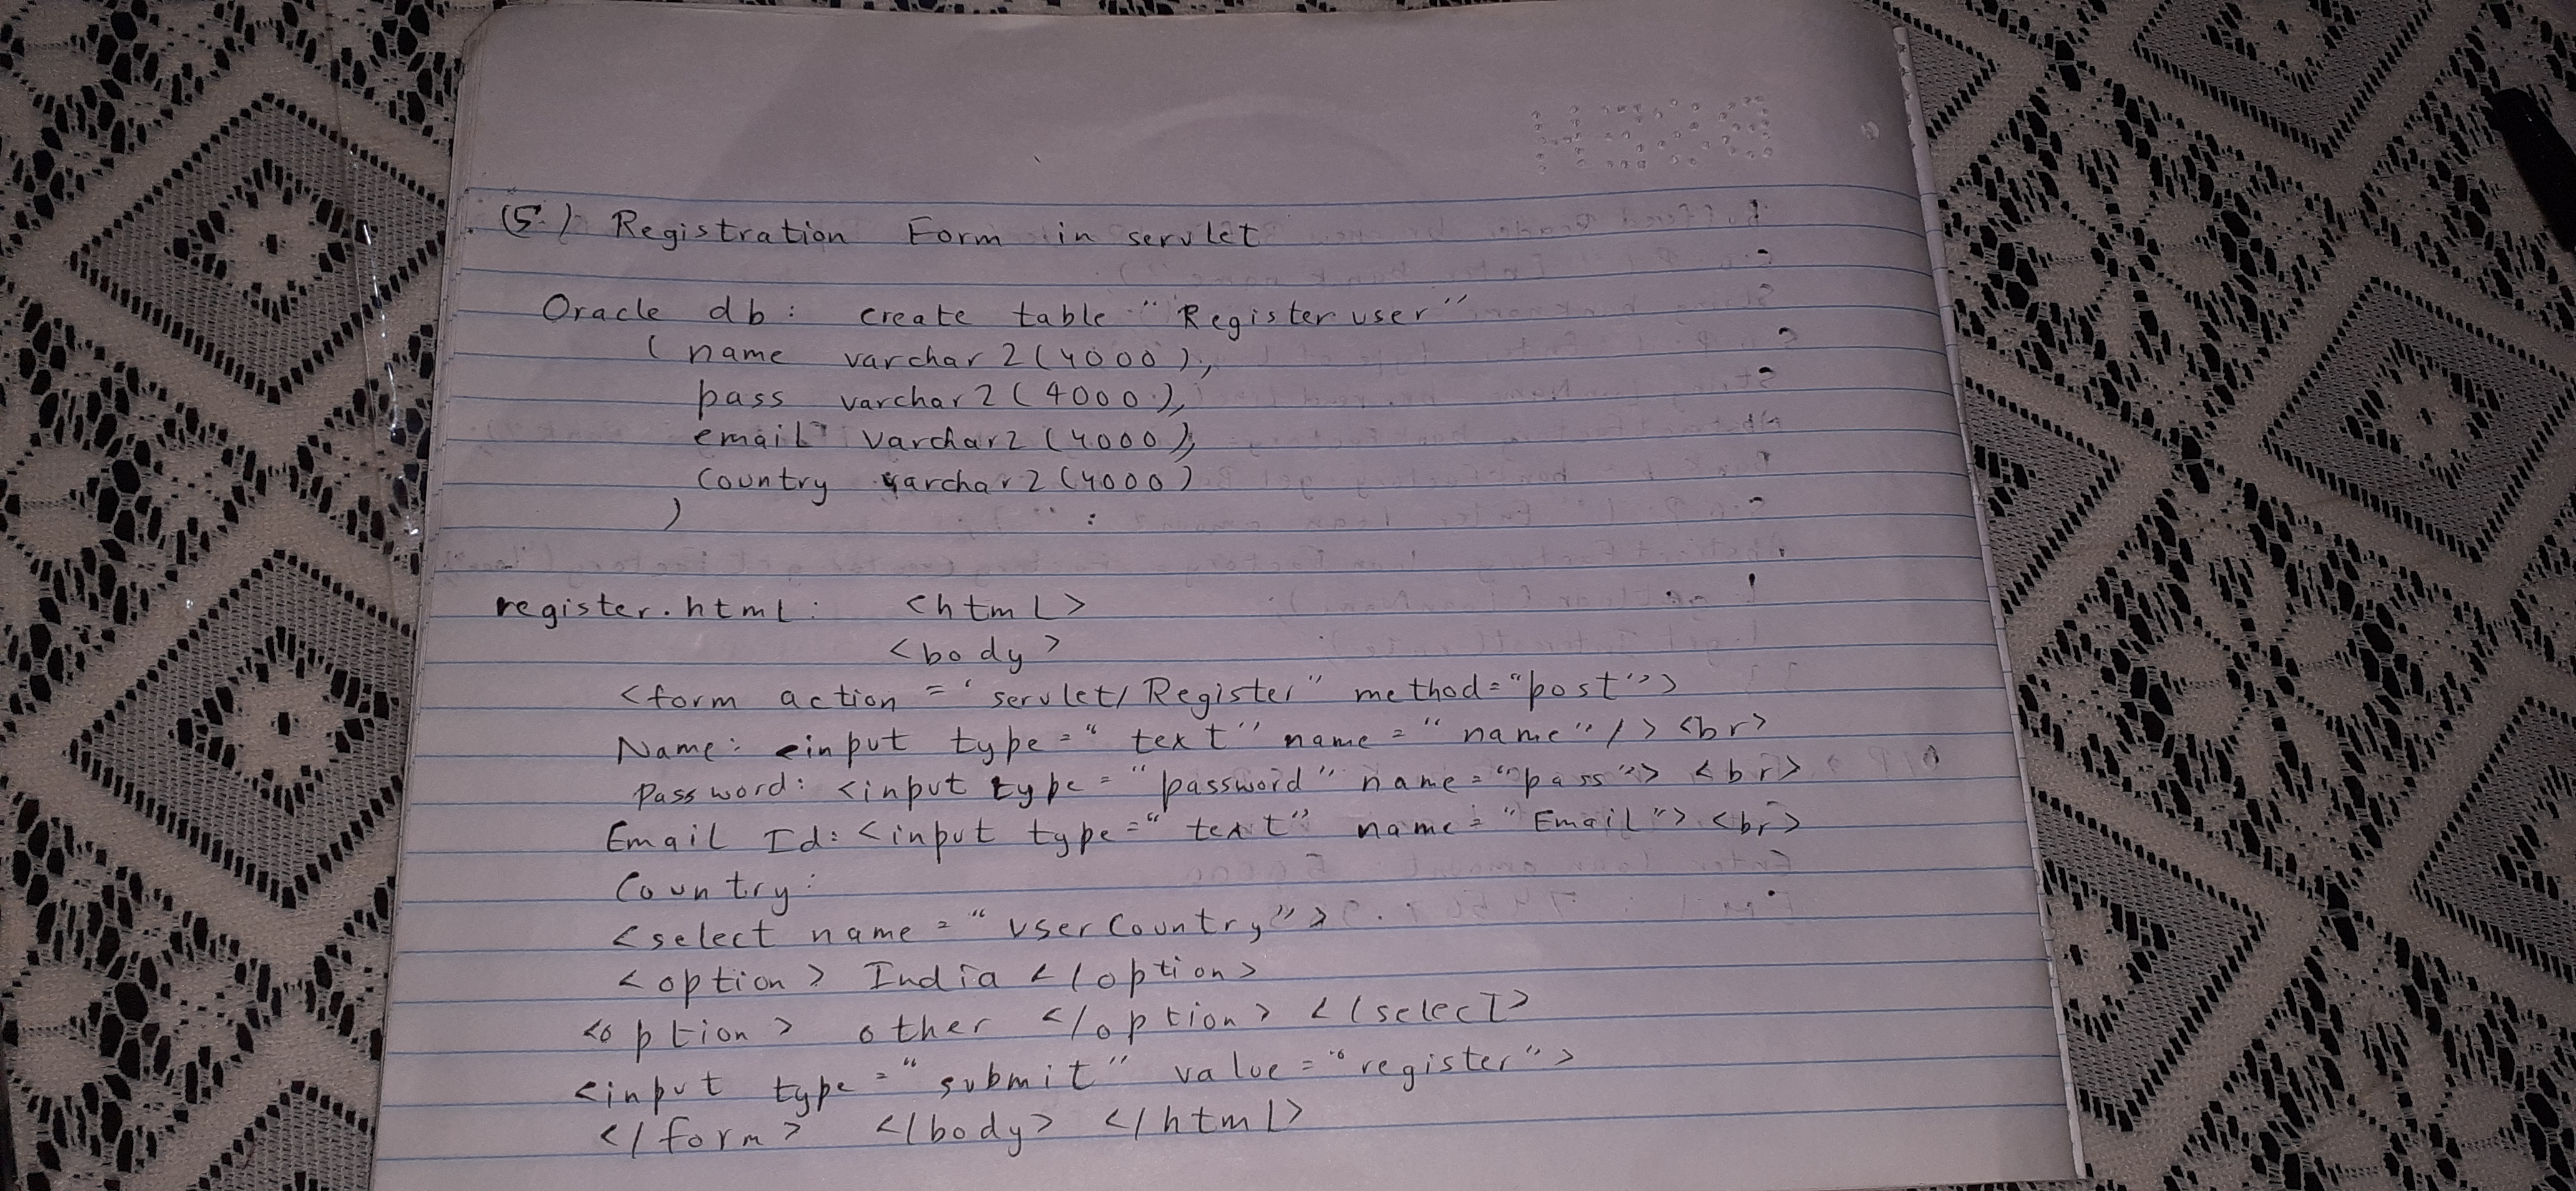 (5.) Registration Form in servlet
Oracle db: create table "Registeruser"
( name varchar2(4000),
pass varchar2(4000),
email varchar2(4000),
country varchar2(4000)
)
register.html: <html>
<body>
<form action = "servlet/Register" method="post">
Name: <input type="text" name="name"/><br>
password: <input type="password" name="pass"> <br>
Email Id: <input type="text" name="Email"> <br>
Country:
<select name="userCountry">
<option> India </option>
<option> other </option> </select>
<input type="submit" value="register">
</form> </body> </html>